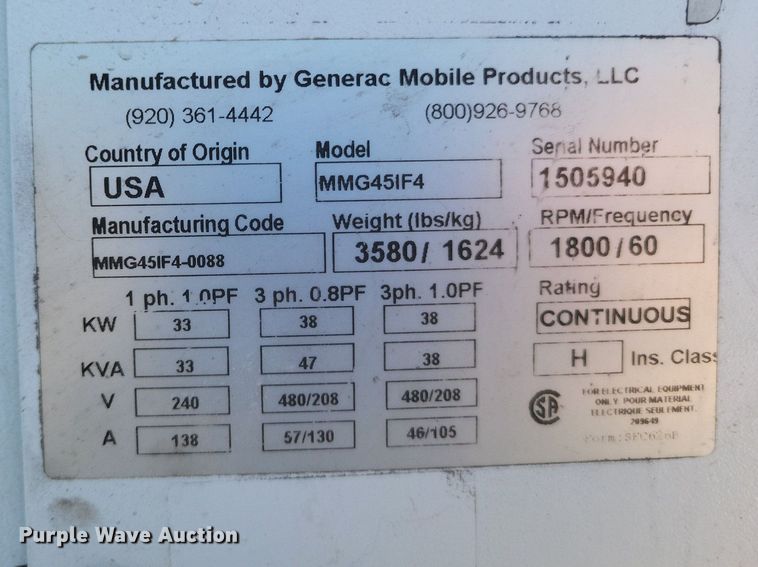 Manufactured by Generac Mobile Products, LLC
(920) 361-4442 (800)926-9768
Country of Origin Model Serial Number
USA MMG45IF4 1505940
Manufacturing Code Weight (lbs/kg) RPM/Frequency
MMG45IF4-0088 3580/ 1624 1800/60
1 ph. 1.0PF 3 ph. 0.8PF 3ph. 1.0PF Rating
KW 33 38 38 CONTINUOUS
KVA 33 47 38 H Ins. Class
V 240 480/208 480/208
A 138 57/130 46/105
SA
FOR ELECTRICAL EQUIPMENT
ONLY. POUR MATERIAL
ELECTRIQUE SEULEMENT.
209649
Purple Wave Auction